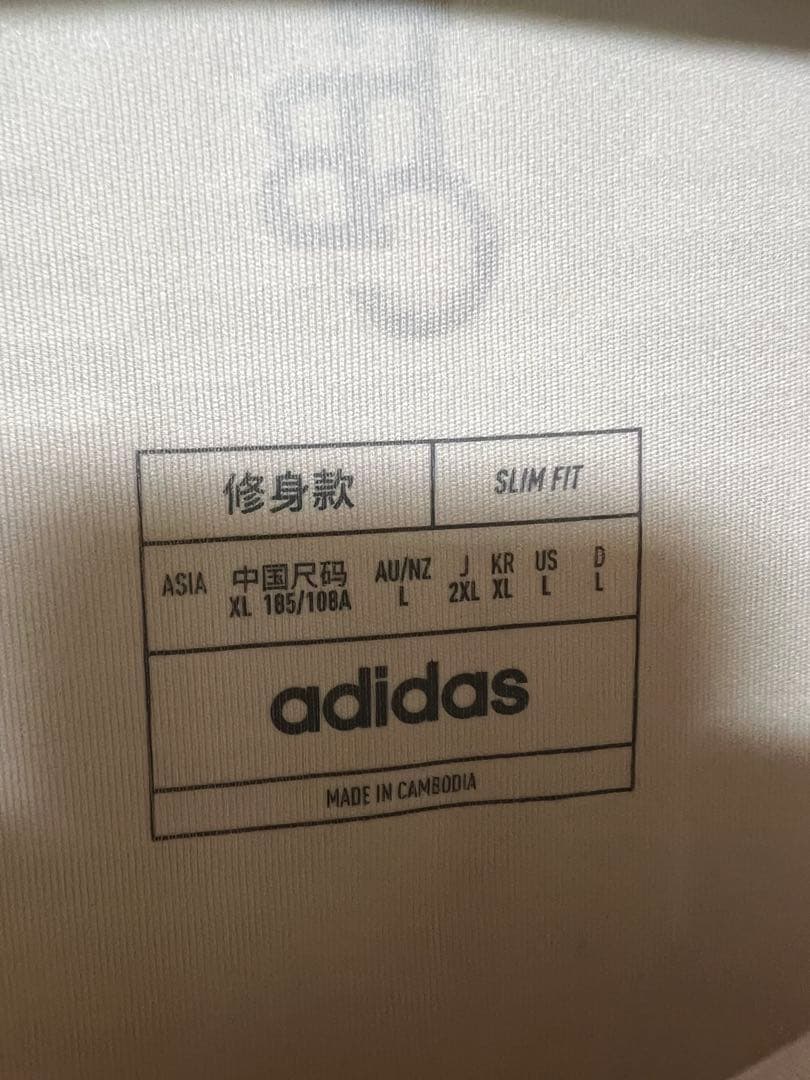 修身款 SLIM FIT
ASIA 中国尺码 AU/NZ J KR US D
XL 185/108A L 2XL XL L L
adidas
MADE IN CAMBODIA